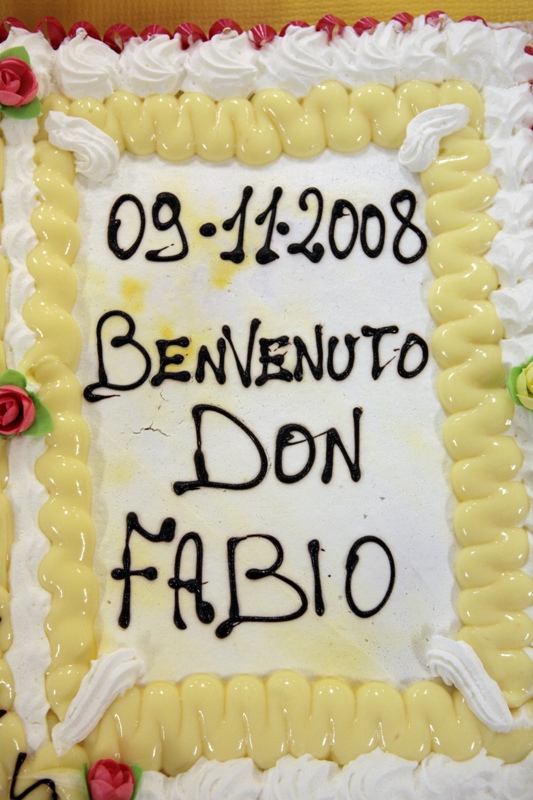 09·11·2008
BENVENUTO
DON
FABIO